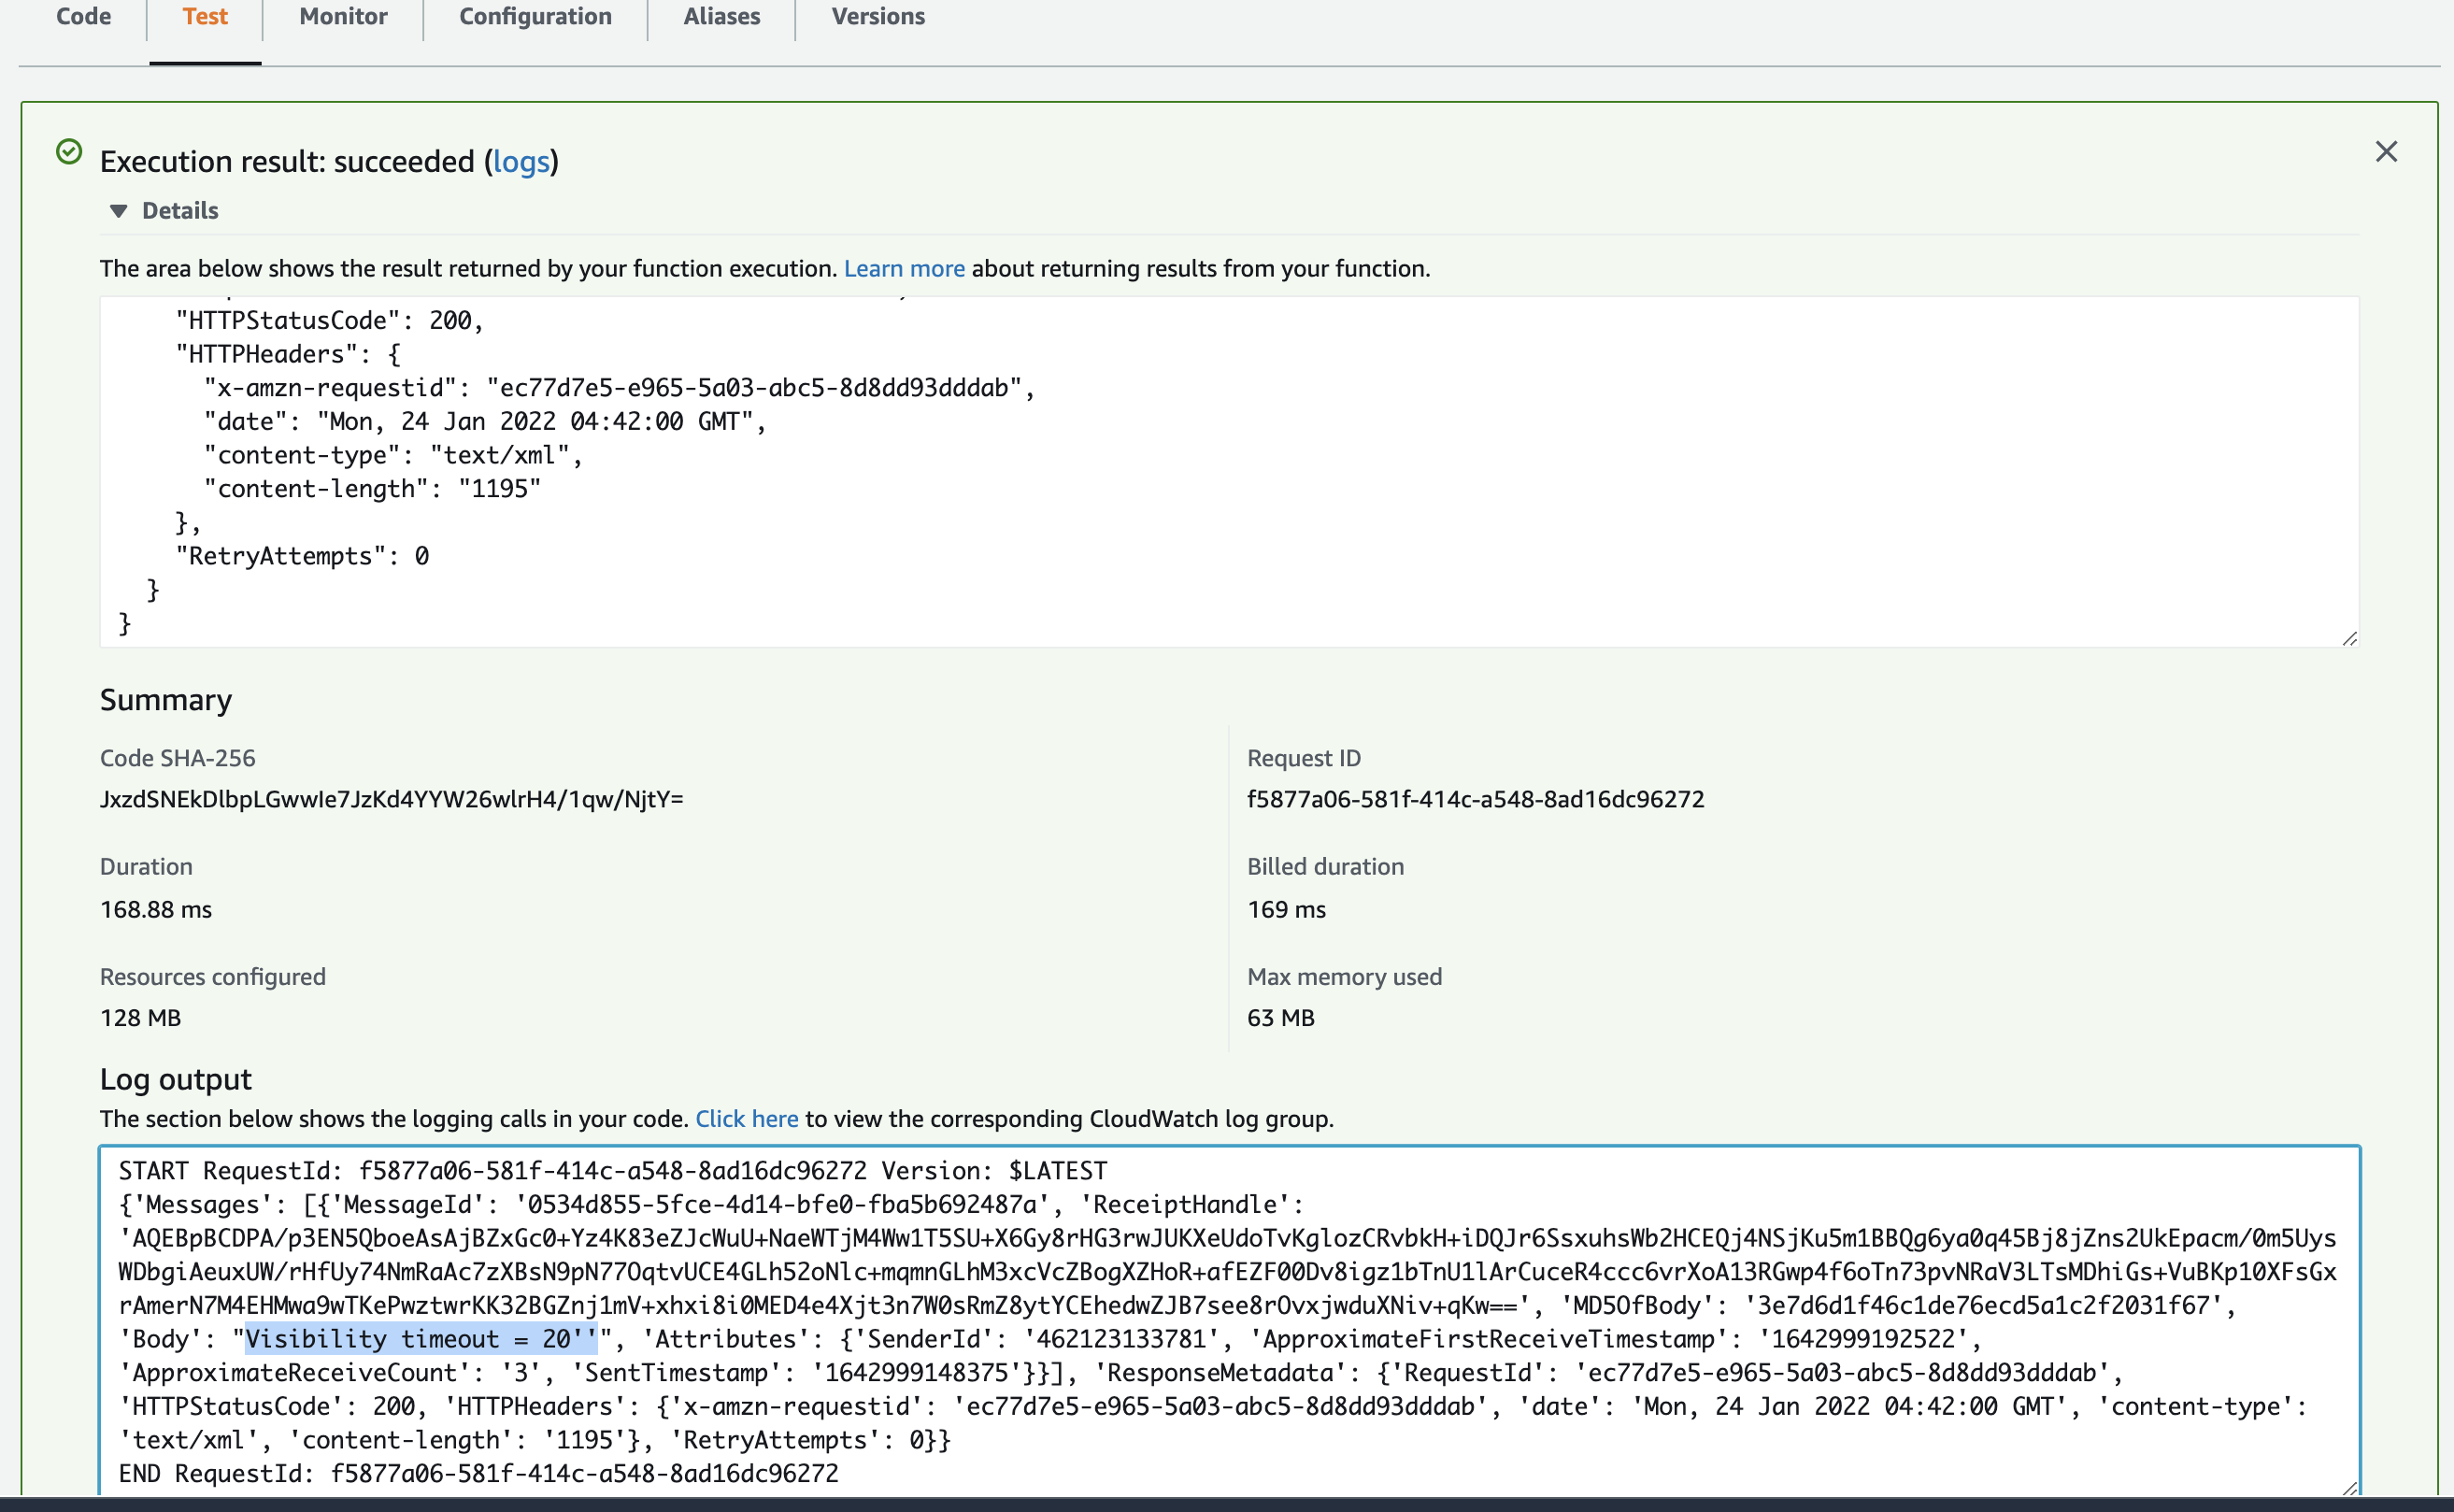 Code Test Monitor Configuration Aliases Versions
Execution result: succeeded (logs)
Details
The area below shows the result returned by your function execution. Learn more about returning results from your function.
"HTTPStatusCode": 200,
"HTTPHeaders": {
"x-amzn-requestid": "ec77d7e5-e965-5a03-abc5-8d8dd93dddab",
"date": "Mon, 24 Jan 2022 04:42:00 GMT",
"content-type": "text/xml",
"content-length": "1195"
},
"RetryAttempts": 0
}
}
Summary
Code SHA-256
JxzdSNEkDlbpLGwwIe7JzKd4YYW26wlrH4/1qw/NjtY=
Request ID
f5877a06-581f-414c-a548-8ad16dc96272
Duration
168.88 ms
Billed duration
169 ms
Resources configured
128 MB
Max memory used
63 MB
Log output
The section below shows the logging calls in your code. Click here to view the corresponding CloudWatch log group.
START RequestId: f5877a06-581f-414c-a548-8ad16dc96272 Version: $LATEST
{'Messages': [{'MessageId': '0534d855-5fce-4d14-bfe0-fba5b692487a', 'ReceiptHandle':
'AQEBpBCDPA/p3EN5QboeAsAjBZxGc0+Yz4K83eZJcWuU+NaeWTjM4Ww1T5SU+X6Gy8rHG3rwJUKXeUdoTvKglozCRvbkH+iDQJr6SsxuhsWb2HCEQj4NSjKu5m1BBQg6ya0q45Bj8jZns2UkEpacm/0m5Uys
WDbgiAeuxUW/rHfUy74NmRaAc7zXBsN9pN77OqtvUCE4GLh52oNlc+mqmnGLhM3xcVcZBogXZHoR+afEZF00Dv8igz1bTnU1lArCuceR4ccc6vrXoA13RGwp4f6oTn73pvNRaV3LTsMDhiGs+VuBKp10XFsGx
rAmerN7M4EHMwa9wTKePwztwrKK32BGZnj1mV+xhxi8i0MED4e4Xjt3n7W0sRmZ8ytYCEhedwZJB7see8rOvxjwduXNiv+qKw==', 'MD5OfBody': '3e7d6d1f46c1de76ecd5a1c2f2031f67',
'Body': "Visibility timeout = 20''", 'Attributes': {'SenderId': '462123133781', 'ApproximateFirstReceiveTimestamp': '1642999192522',
'ApproximateReceiveCount': '3', 'SentTimestamp': '1642999148375'}}], 'ResponseMetadata': {'RequestId': 'ec77d7e5-e965-5a03-abc5-8d8dd93dddab',
'HTTPStatusCode': 200, 'HTTPHeaders': {'x-amzn-requestid': 'ec77d7e5-e965-5a03-abc5-8d8dd93dddab', 'date': 'Mon, 24 Jan 2022 04:42:00 GMT', 'content-type':
'text/xml', 'content-length': '1195'}, 'RetryAttempts': 0}}
END RequestId: f5877a06-581f-414c-a548-8ad16dc96272